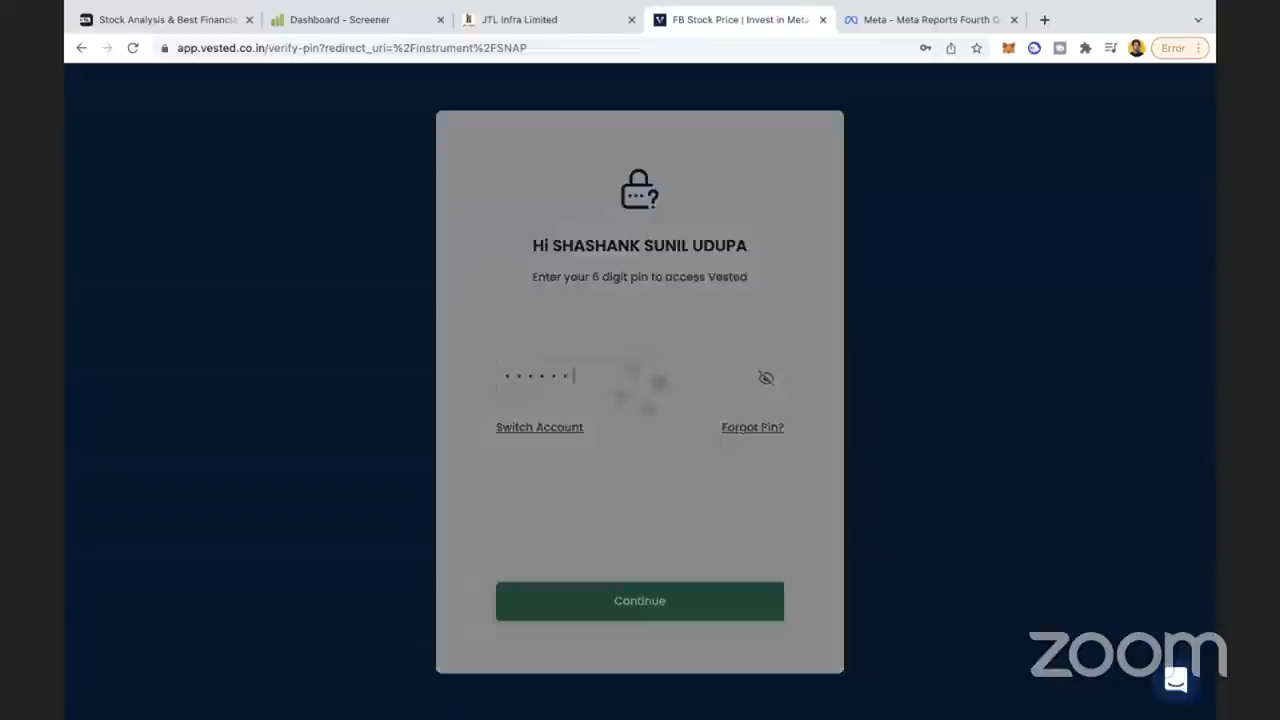 Stock Analysis & Best Financia
Dashboard - Screener
JTL Infra Limited
FB Stock Price | Invest in Meta
Meta - Meta Reports Fourth Q
app.vested.co.in/verify-pin?redirect_uri=%2Finstrument%2FSNAP
Error
Hi SHASHANK SUNIL UDUPA
Enter your 6 digit pin to access Vested
Switch Account
Forgot Pin?
Continue
zoom